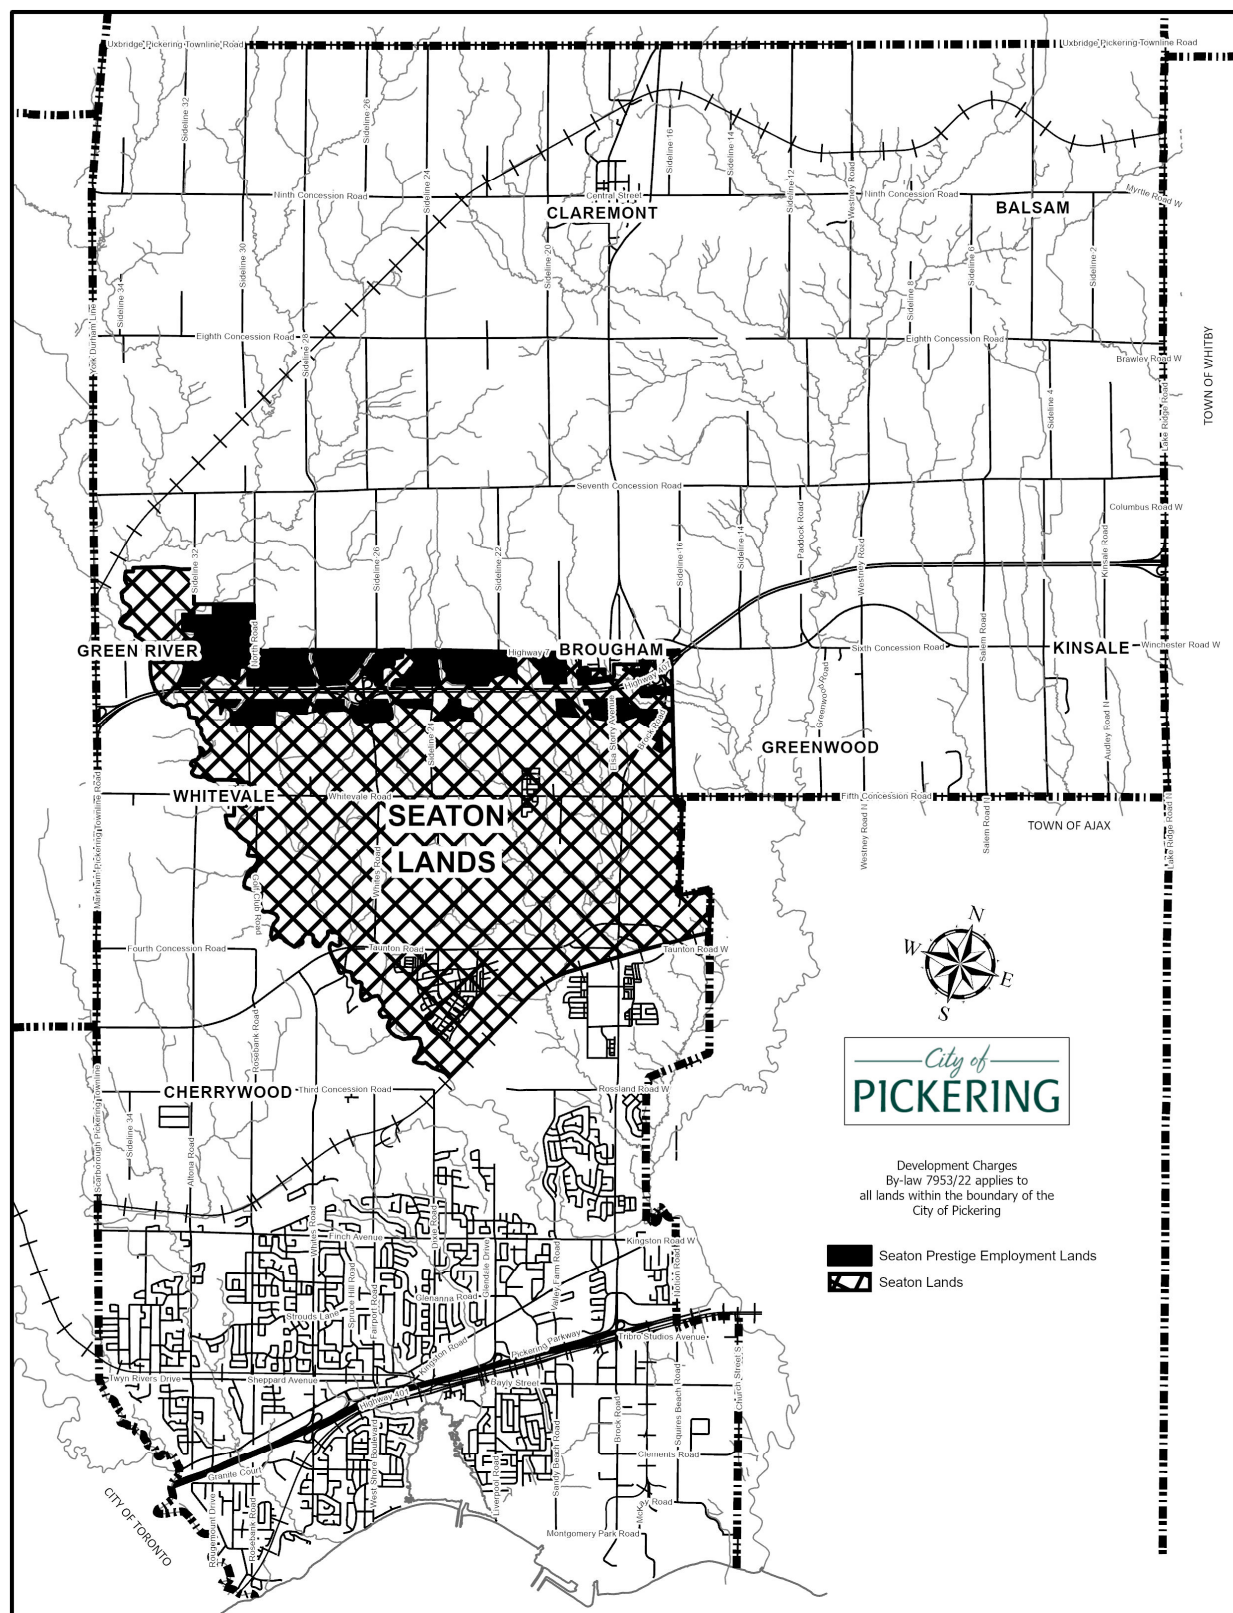 Uxbridge Pickering Townline Road
Uxbridge Pickering Townline Road
Sideline 32
Sideline 26
Sideline 16
Sideline 14
Sideline 24
Sideline 12
Westney Road
Ninth Concession Road
Central Street
Ninth Concession Road
Myrtle Road W
CLAREMONT
BALSAM
Sideline 30
Sideline 20
Sideline 6
Sideline 2
Sideline 34
Sideline 8
York Durham Line
Eighth Concession Road
Sideline 28
Eighth Concession Road
Brawley Road W
TOWN OF WHITBY
Sideline 4
Lake Ridge Road
Seventh Concession Road
Columbus Road W
Sideline 32
Sideline 26
Sideline 22
Sideline 16
Sideline 14
Paddock Road
Westney Road
Kinsale Road
North Road
GREEN RIVER
Highway 7
BROUGHAM
Salem Road
Sixth Concession Road
KINSALE
Winchester Road W
Highway 407
Greenwood Road
Elsa Storry Avenue
Brock Road
Sideline 24
Audley Road N
GREENWOOD
Markham Pickering Townline Road
WHITEVALE
Whitevale Road
Fifth Concession Road
SEATON
LANDS
TOWN OF AJAX
Westney Road N
Salem Road N
Lake Ridge Road N
Whites Road
Golf Club Road
Fourth Concession Road
Taunton Road
Taunton Road W
N
W
E
S
Rosebank Road
City of
PICKERING
CHERRYWOOD
Third Concession Road
Rossland Road W
Scarborough Pickering Townline
Sideline 34
Altona Road
Development Charges
By-law 7953/22 applies to
all lands within the boundary of the
City of Pickering
Whites Road
Finch Avenue
Dixie Road
Glendale Drive
Valley Farm Road
Kingston Road W
Notion Road
Seaton Prestige Employment Lands
Seaton Lands
Spruce Hill Road
Fairport Road
Glenanna Road
Strouds Lane
Kingston Road
Pickering Parkway
Tribro Studios Avenue
Twyn Rivers Drive
Sheppard Avenue
Highway 401
Bayly Street
Church Street S
Squires Beach Road
Brock Road
West Shore Boulevard
Sandy Beach Road
Clements Road
Granite Court
Liverpool Road
McKay Road
CITY OF TORONTO
Rougemount Drive
Rosebank Road
Montgomery Park Road